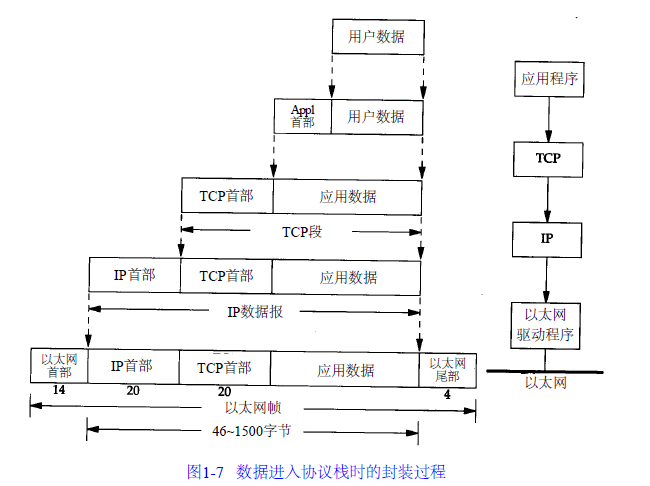 用户数据
应用程序
Appl
首部
用户数据
TCP
TCP首部
应用数据
TCP段
IP
IP首部
TCP首部
应用数据
IP数据报
以太网
驱动程序
以太网
首部
IP首部
TCP首部
应用数据
以太网
尾部
以太网
14
20
20
4
以太网帧
46~1500字节
图1-7 数据进入协议栈时的封装过程